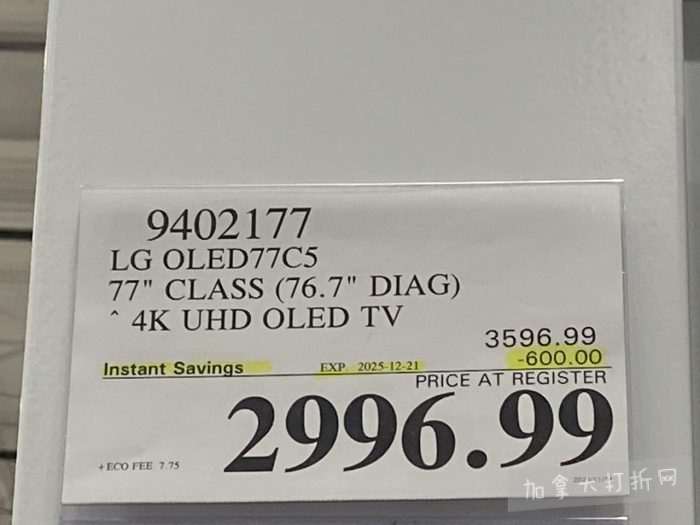 9402177
LG OLED77C5
77" CLASS (76.7" DIAG)
^ 4K UHD OLED TV
3596.99
Instant Savings EXP. 2025-12-21 -600.00
PRICE AT REGISTER
2996.99
+ECO FEE 7.75
加拿大打折网